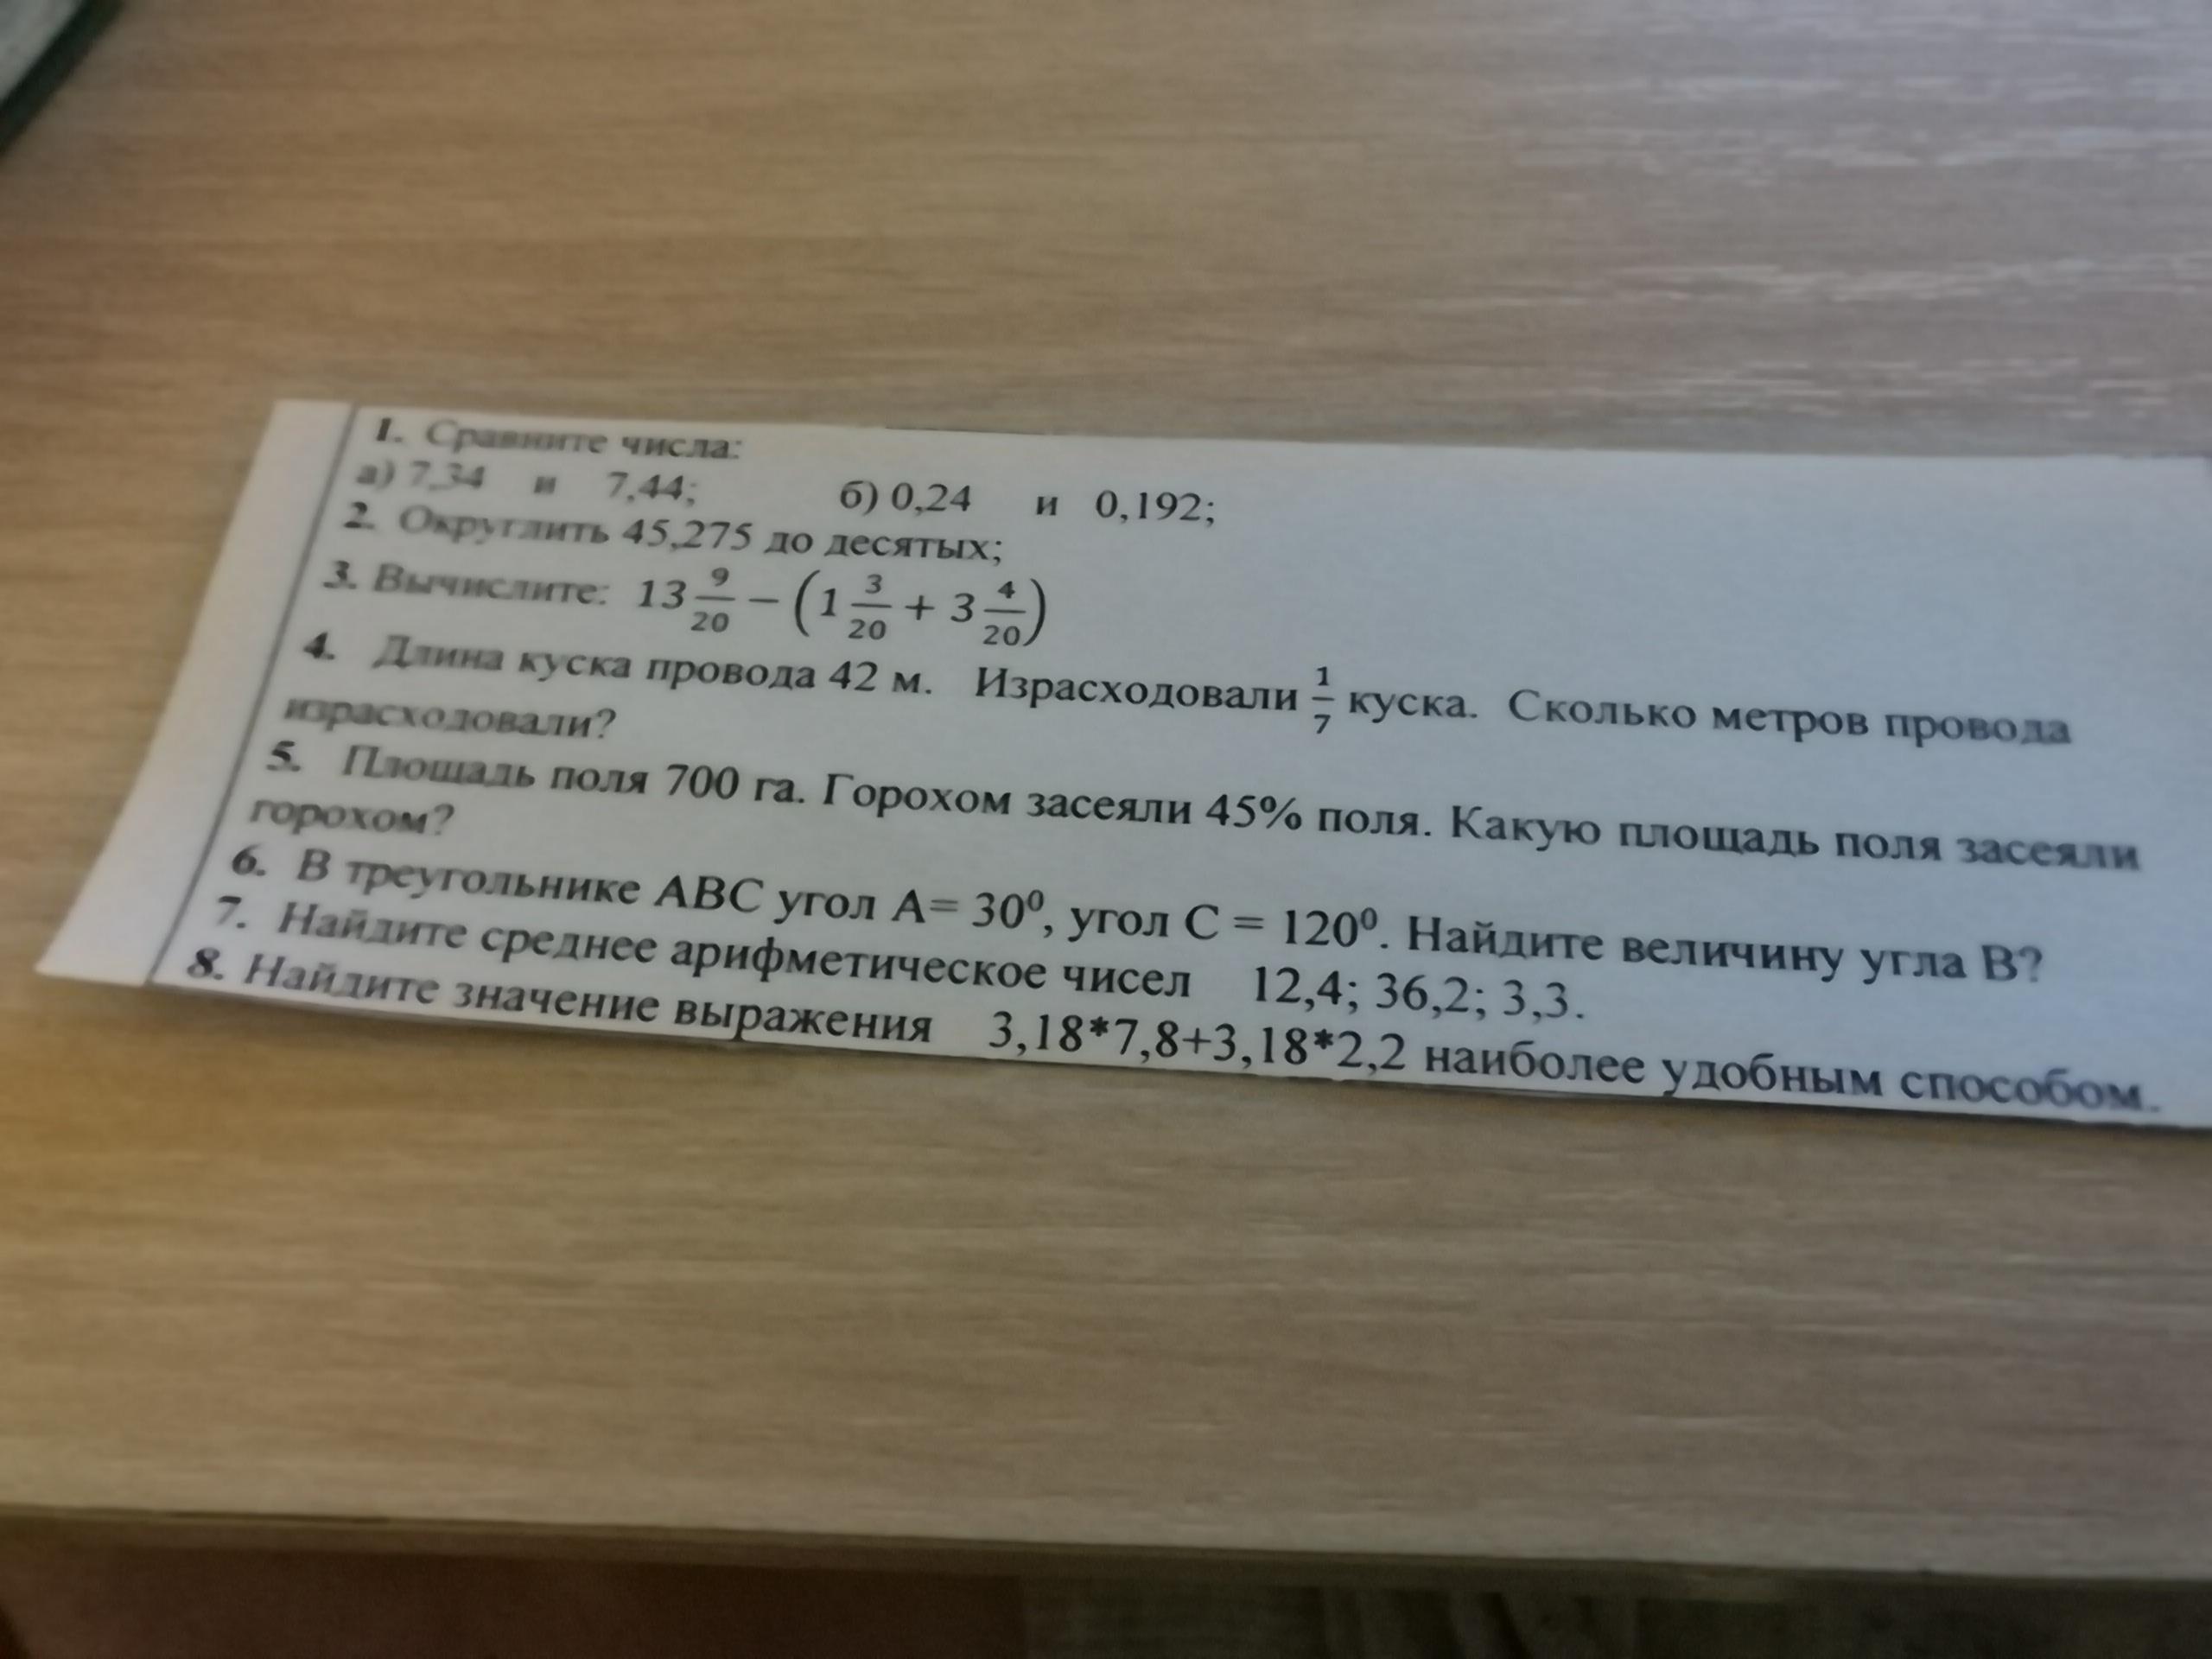 1. Сравните числа:
а) 7,34 и 7,44; б) 0,24 и 0,192;
2. Округлить 45,275 до десятых;
3. Вычислите: 13 9/20 − (1 3/20 + 3 4/20)
4. Длина куска провода 42 м. Израсходовали 1/7 куска. Сколько метров провода
израсходовали?
5. Площадь поля 700 га. Горохом засеяли 45% поля. Какую площадь поля засеяли
горохом?
6. В треугольнике АВС угол А= 30⁰, угол С = 120⁰. Найдите величину угла В?
7. Найдите среднее арифметическое чисел 12,4; 36,2; 3,3.
8. Найдите значение выражения 3,18*7,8+3,18*2,2 наиболее удобным способом.